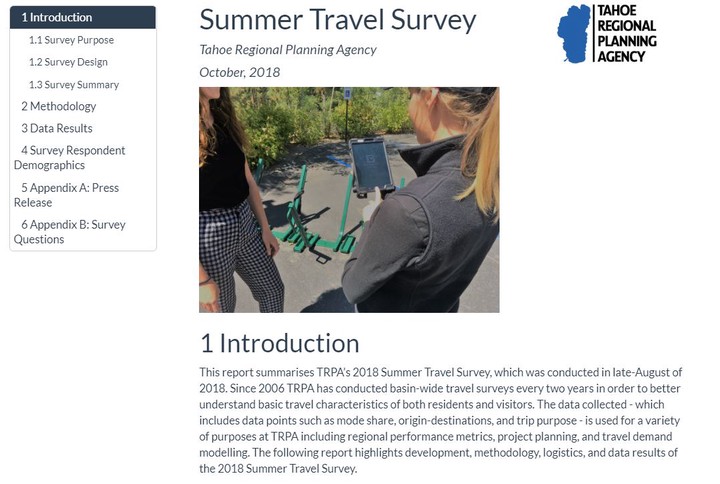 1 Introduction
1.1 Survey Purpose
1.2 Survey Design
1.3 Survey Summary
2 Methodology
3 Data Results
4 Survey Respondent
Demographics
5 Appendix A: Press
Release
6 Appendix B: Survey
Questions
Summer Travel Survey
Tahoe Regional Planning Agency
October, 2018
TAHOE
REGIONAL
PLANNING
AGENCY
1 Introduction
This report summarises TRPA's 2018 Summer Travel Survey, which was conducted in late-August of
2018. Since 2006 TRPA has conducted basin-wide travel surveys every two years in order to better
understand basic travel characteristics of both residents and visitors. The data collected - which
includes data points such as mode share, origin-destinations, and trip purpose - is used for a variety
of purposes at TRPA including regional performance metrics, project planning, and travel demand
modelling. The following report highlights development, methodology, logistics, and data results of
the 2018 Summer Travel Survey.